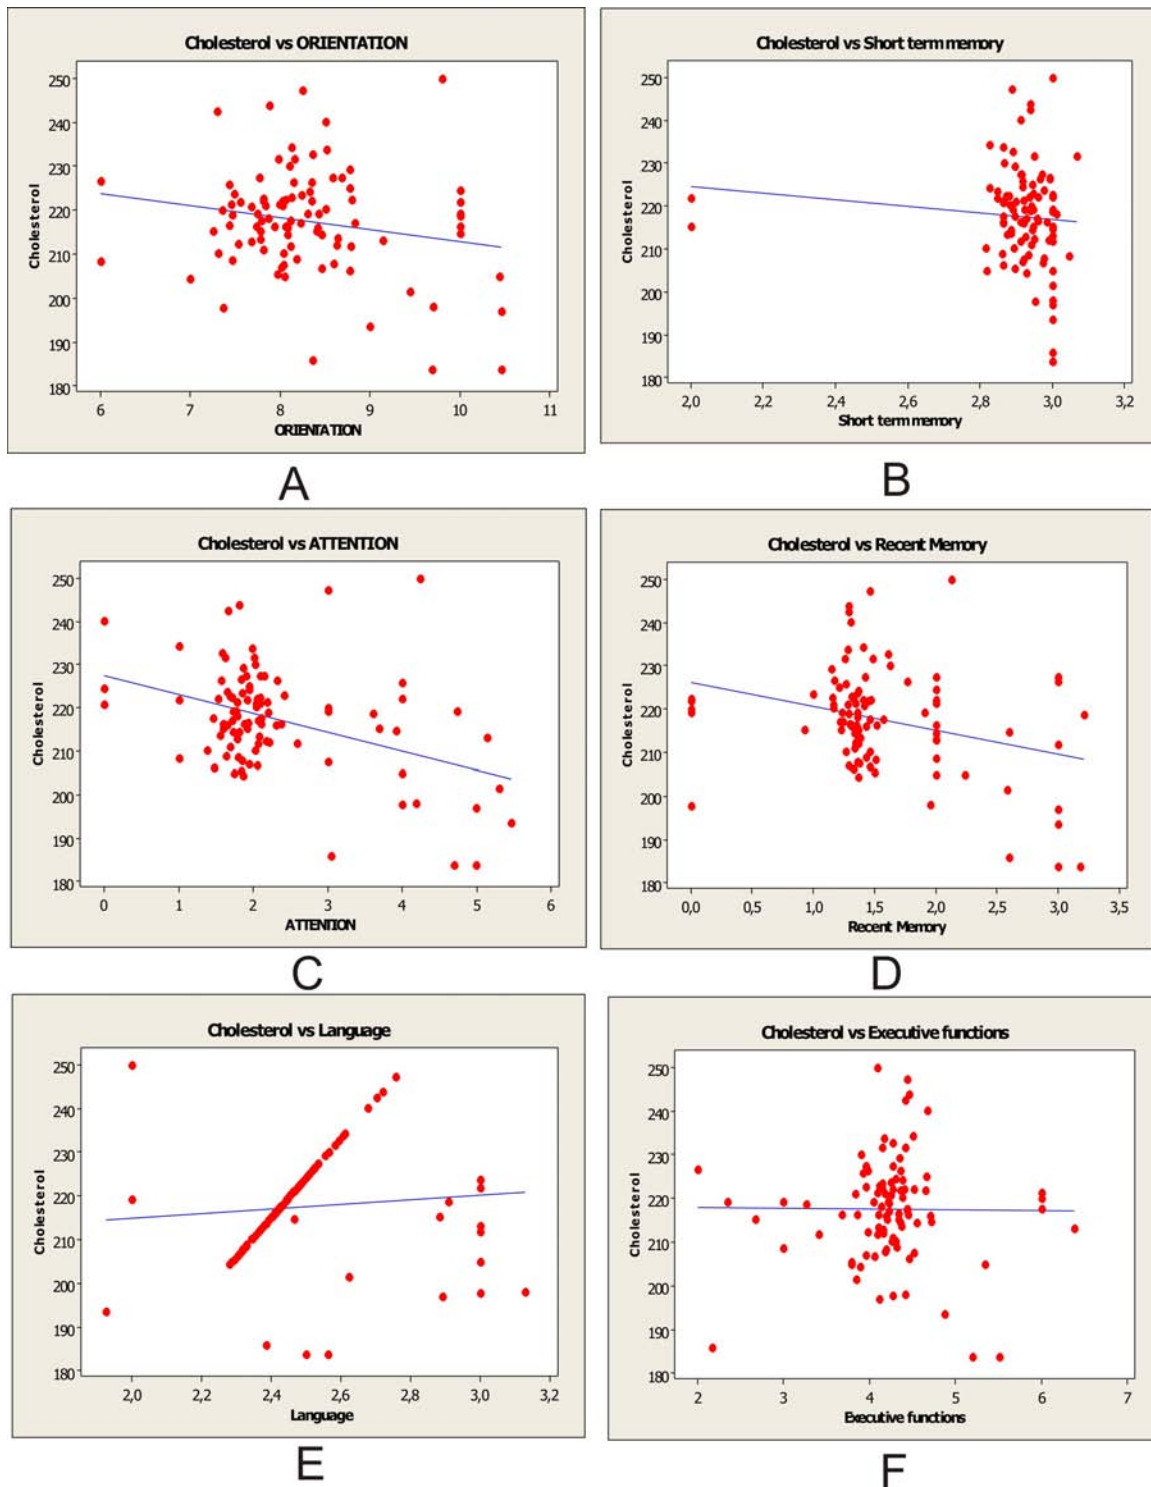 Cholesterol vs ORIENTATION
Cholesterol
250
240
230
220
210
200
190
180
6 7 8 9 10 11
ORIENTATION
A
Cholesterol vs Short term memory
Cholesterol
250
240
230
220
210
200
190
180
2,0 2,2 2,4 2,6 2,8 3,0 3,2
Short term memory
B
Cholesterol vs ATTENTION
Cholesterol
250
240
230
220
210
200
190
180
0 1 2 3 4 5 6
ATTENTION
C
Cholesterol vs Recent Memory
Cholesterol
250
240
230
220
210
200
190
180
0,0 0,5 1,0 1,5 2,0 2,5 3,0 3,5
Recent Memory
D
Cholesterol vs Language
Cholesterol
250
240
230
220
210
200
190
180
2,0 2,2 2,4 2,6 2,8 3,0 3,2
Language
E
Cholesterol vs Executive functions
Cholesterol
250
240
230
220
210
200
190
180
2 3 4 5 6 7
Executive functions
F